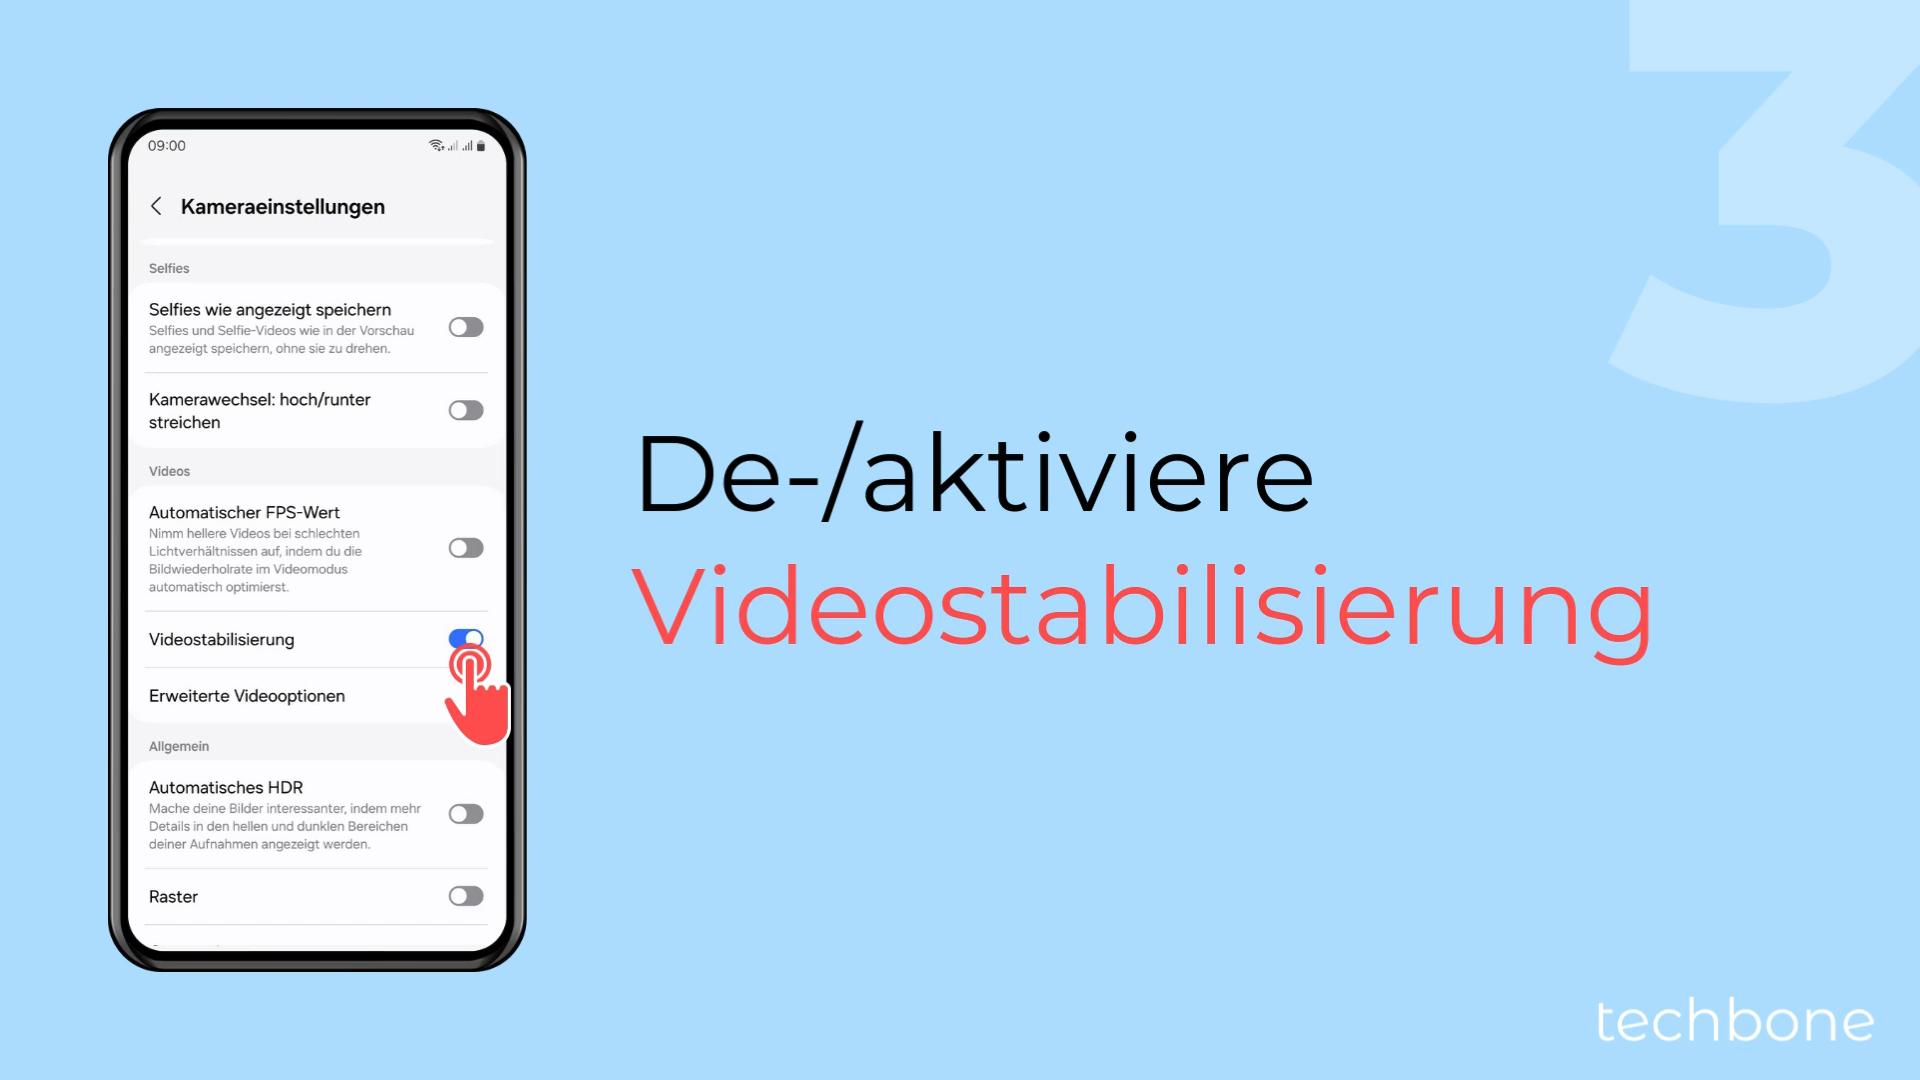 3
09:00
Kameraeinstellungen
Selfies
Selfies wie angezeigt speichern
Selfies und Selfie-Videos wie in der Vorschau
angezeigt speichern, ohne sie zu drehen.
Kamerawechsel: hoch/runter
streichen
Videos
Automatischer FPS-Wert
Nimm hellere Videos bei schlechten
Lichtverhältnissen auf, indem du die
Bildwiederholrate im Videomodus
automatisch optimierst.
Videostabilisierung
Erweiterte Videooptionen
Allgemein
Automatisches HDR
Mache deine Bilder interessanter, indem mehr
Details in den hellen und dunklen Bereichen
deiner Aufnahmen angezeigt werden.
Raster
De-/aktiviere
Videostabilisierung
techbone